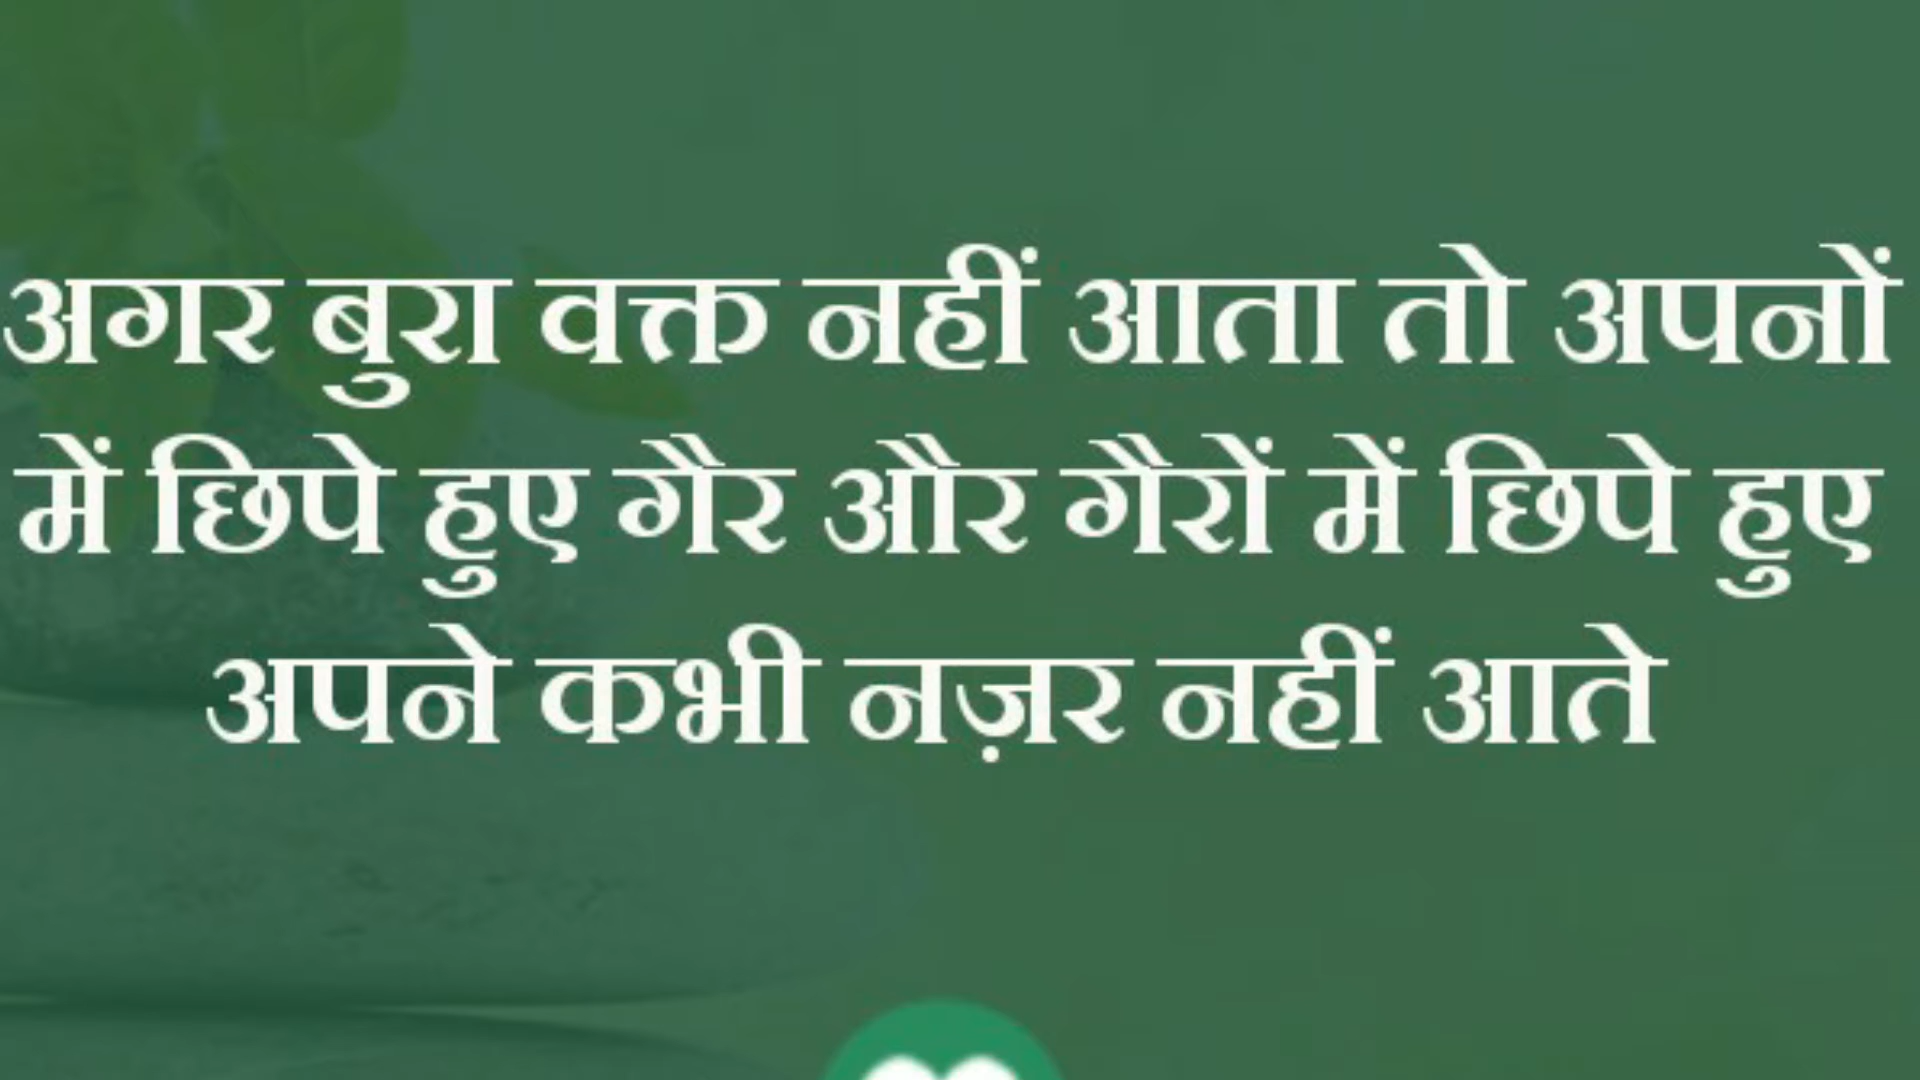 अगर बुरा वक्त नहीं आता तो अपनों
में छिपे हुए गैर और गैरों में छिपे हुए
अपने कभी नज़र नहीं आते